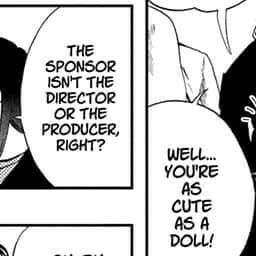 THE
SPONSOR
ISN'T THE
DIRECTOR
OR THE
PRODUCER,
RIGHT?
WELL...
YOU'RE
AS
CUTE
AS A
DOLL!